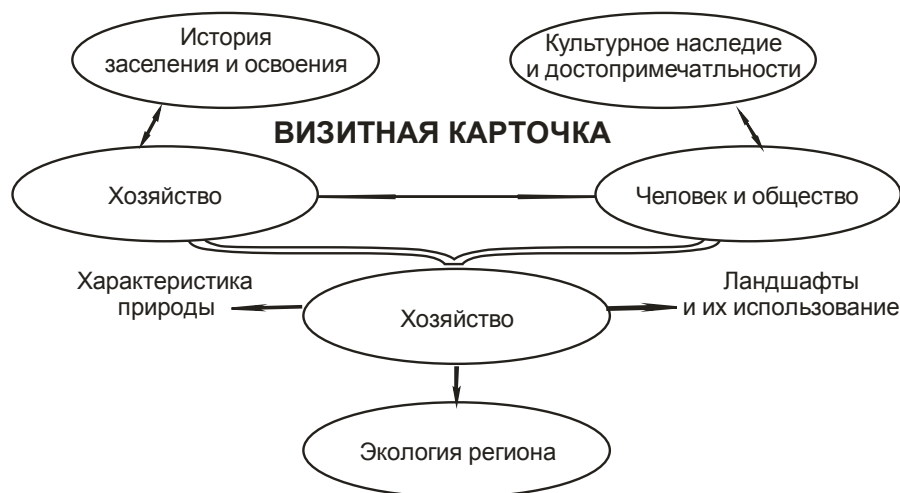 История
заселения и освоения
Культурное наследие
и достопримечатльности
ВИЗИТНАЯ КАРТОЧКА
Хозяйство
Человек и общество
Характеристика
природы
Хозяйство
Ландшафты
и их использование
Экология региона